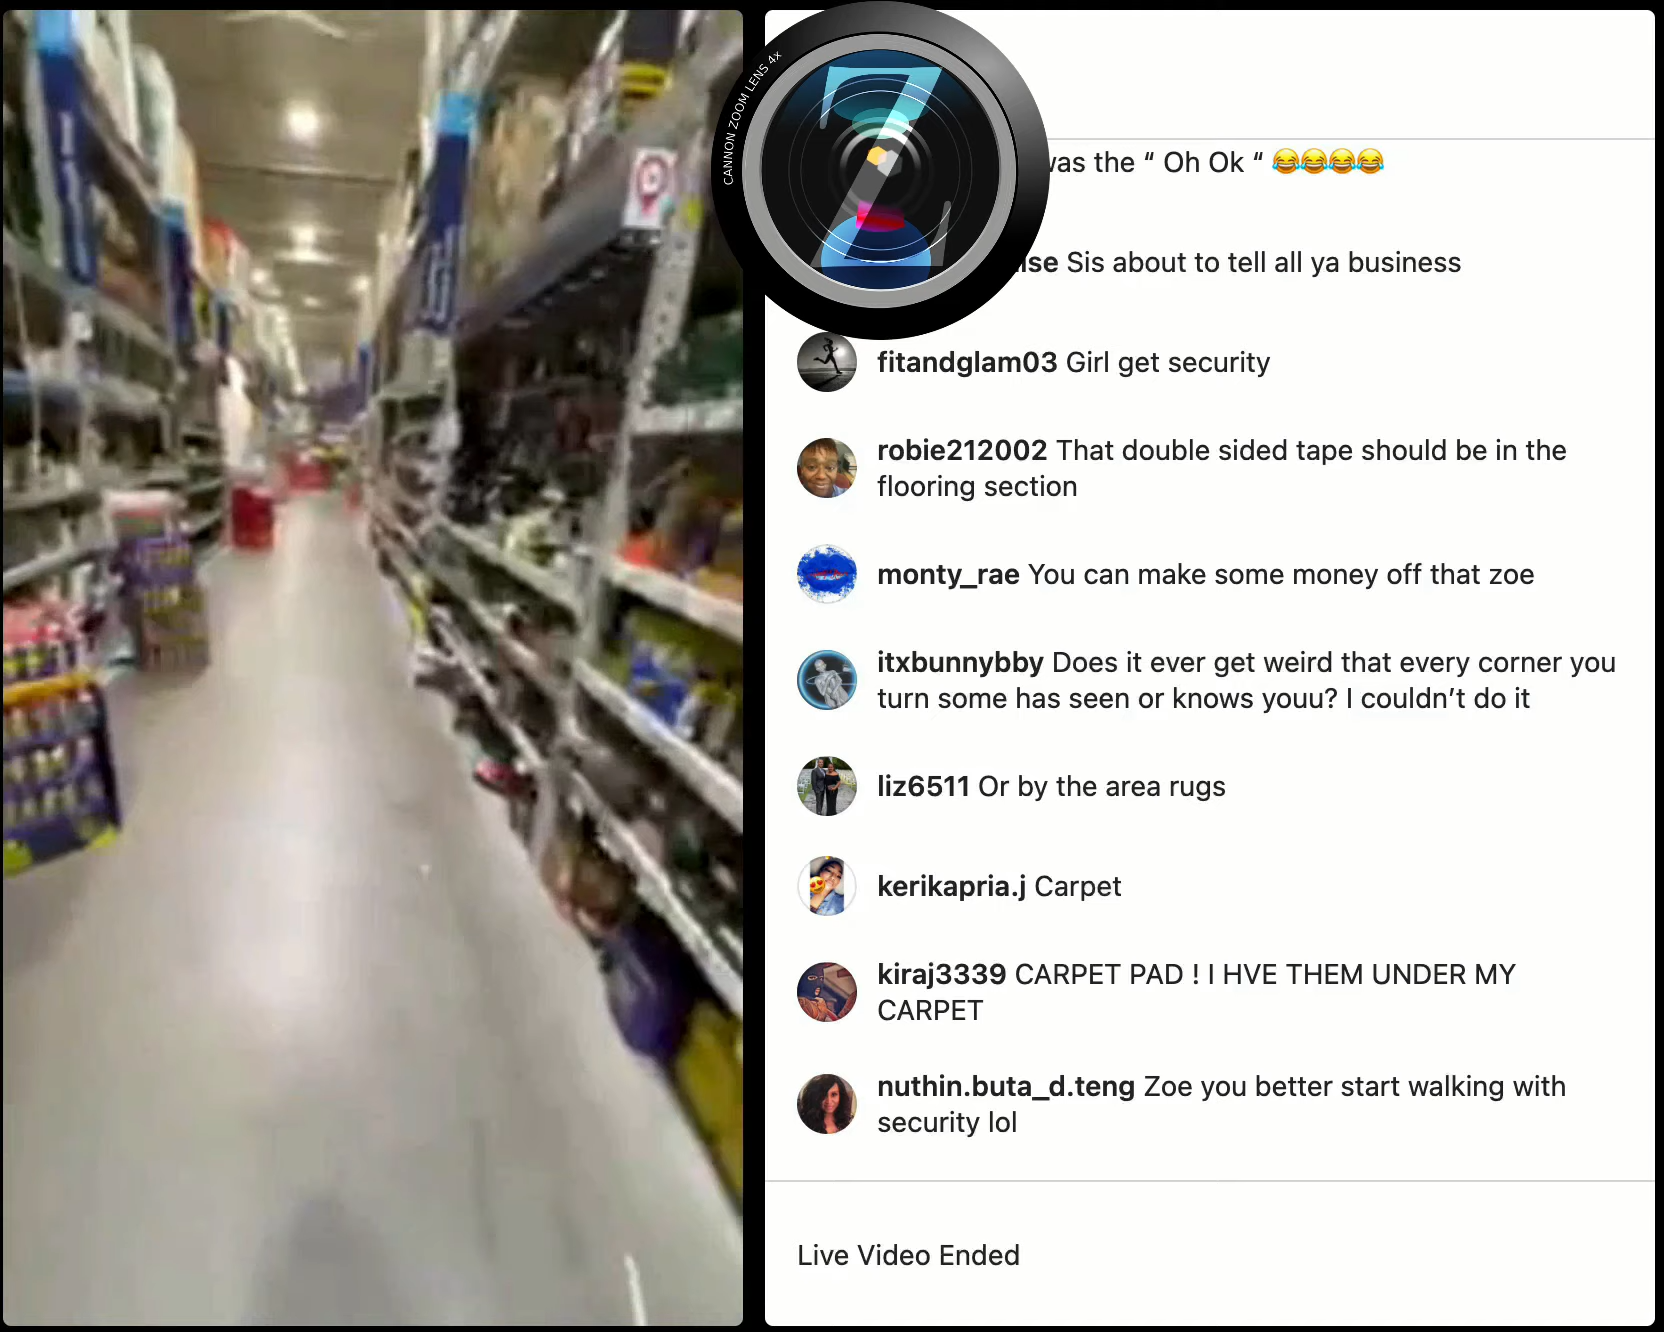 CANNON ZOOM LENS 4x
Z
was the “ Oh Ok “ 😂😂😂😂
Sis about to tell all ya business
fitandglam03 Girl get security
robie212002 That double sided tape should be in the
flooring section
monty_rae You can make some money off that zoe
itxbunnybby Does it ever get weird that every corner you
turn some has seen or knows youu? I couldn’t do it
liz6511 Or by the area rugs
kerikapria.j Carpet
kiraj3339 CARPET PAD ! I HVE THEM UNDER MY
CARPET
nuthin.buta_d.teng Zoe you better start walking with
security lol
Live Video Ended